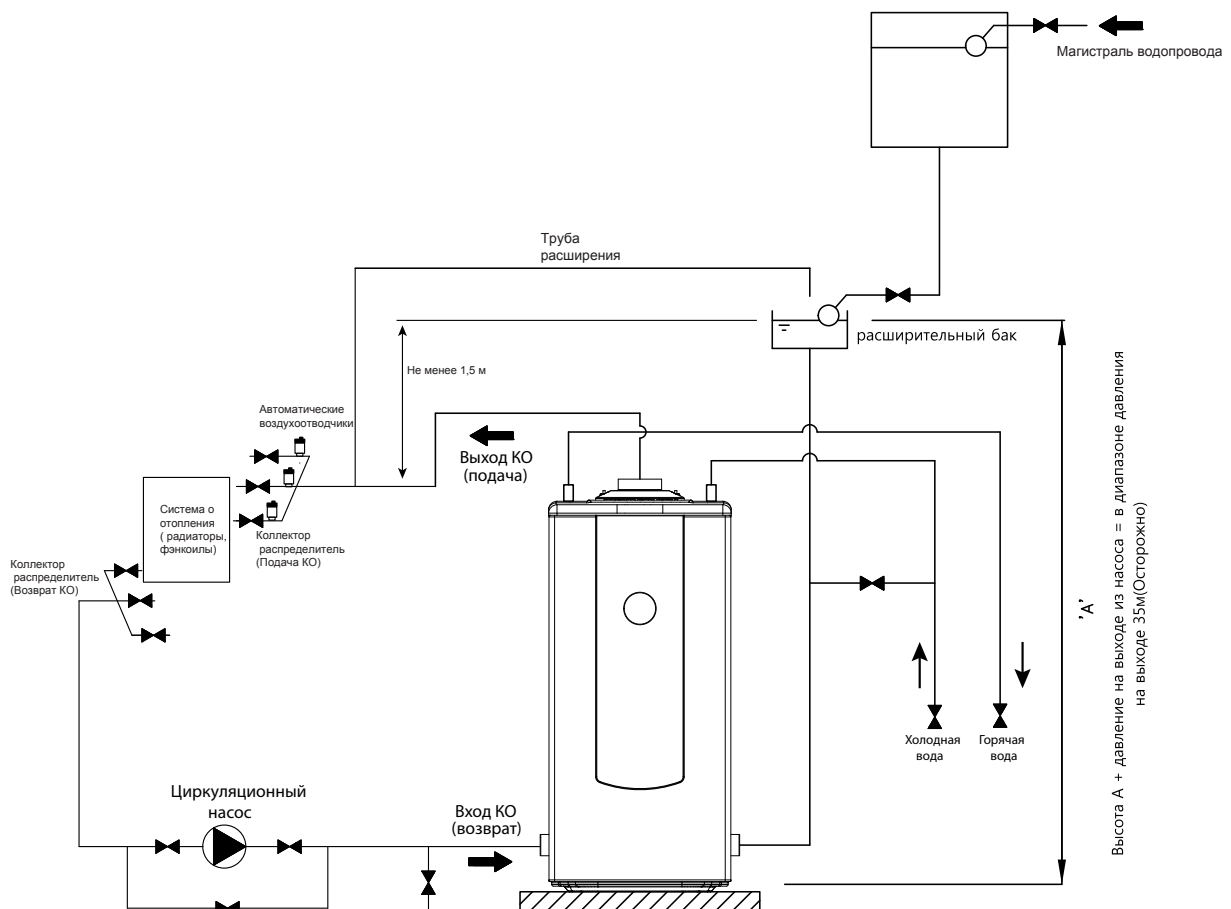 Магистраль водопровода
Труба
расширения
расширительный бак
Не менее 1,5 м
Автоматические
воздухоотводчики
Выход КО
(подача)
Система о
отопления
( радиаторы,
фэнкоилы)
Коллектор
распределитель
(Подача КО)
Коллектор
распределитель
(Возврат КО)
'A'
Высота А + давление на выходе из насоса = в диапазоне давления
на выходе 35м(Осторожно)
Холодная
вода
Горячая
вода
Циркуляционный
насос
Вход КО
(возврат)